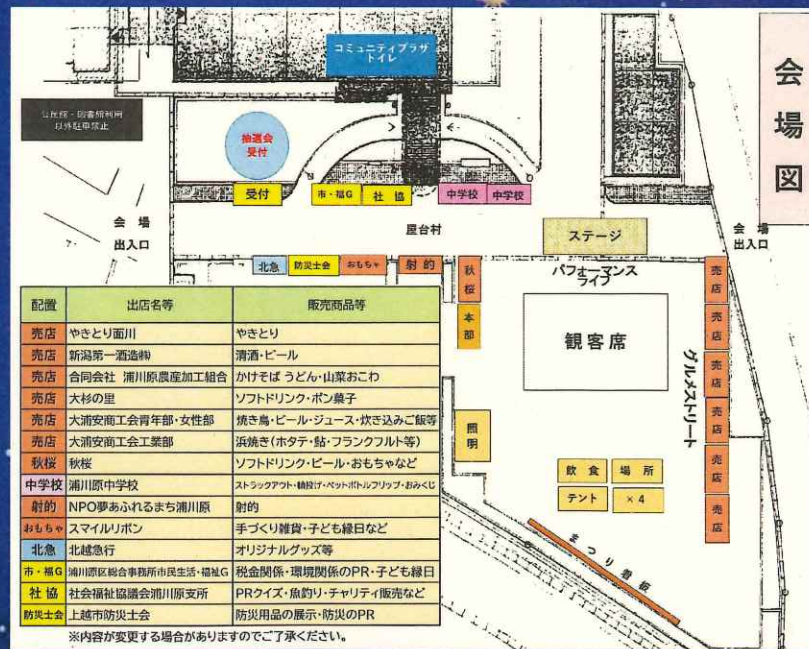 会場図
コミュニティプラザ
トイレ
公民館・図書館利用
以外駐車禁止
抽選会
受付
受付
市・福G
社協
中学校
中学校
会場
出入口
屋台村
ステージ
会場
出入口
北急
防災士会
おもちゃ
射的
秋桜
本部
パフォーマンス
ライブ
観客席
グルメストリート
売店
売店
売店
売店
売店
売店
照明
飲食
場所
テント
×4
まつり看板
配置 出店名等 販売商品等
売店 やきとり面川 やきとり
売店 新潟第一酒造㈱ 清酒・ビール
売店 合同会社 浦川原農産加工組合 かけそば うどん・山菜おこわ
売店 大杉の里 ソフトドリンク・ポン菓子
売店 大浦安商工会青年部・女性部 焼き鳥・ビール・ジュース・炊き込みご飯等
売店 大浦安商工会工業部 浜焼き(ホタテ・鮎・フランクフルト等)
秋桜 秋桜 ソフトドリンク・ビール・おもちゃなど
中学校 浦川原中学校 ストラックアウト・輪投げ・ペットボトルフリップ・おみくじ
射的 NPO夢あふれるまち浦川原 射的
おもちゃ スマイルリボン 手づくり雑貨・子ども縁日など
北急 北越急行 オリジナルグッズ等
市・福G 浦川原区総合事務所市民生活・福祉G 税金関係・環境関係のPR・子ども縁日
社協 社会福祉協議会浦川原支所 PRクイズ・魚釣り・チャリティ販売など
防災士会 上越市防災士会 防災用品の展示・防災のPR
※内容が変更する場合がありますのでご了承ください。